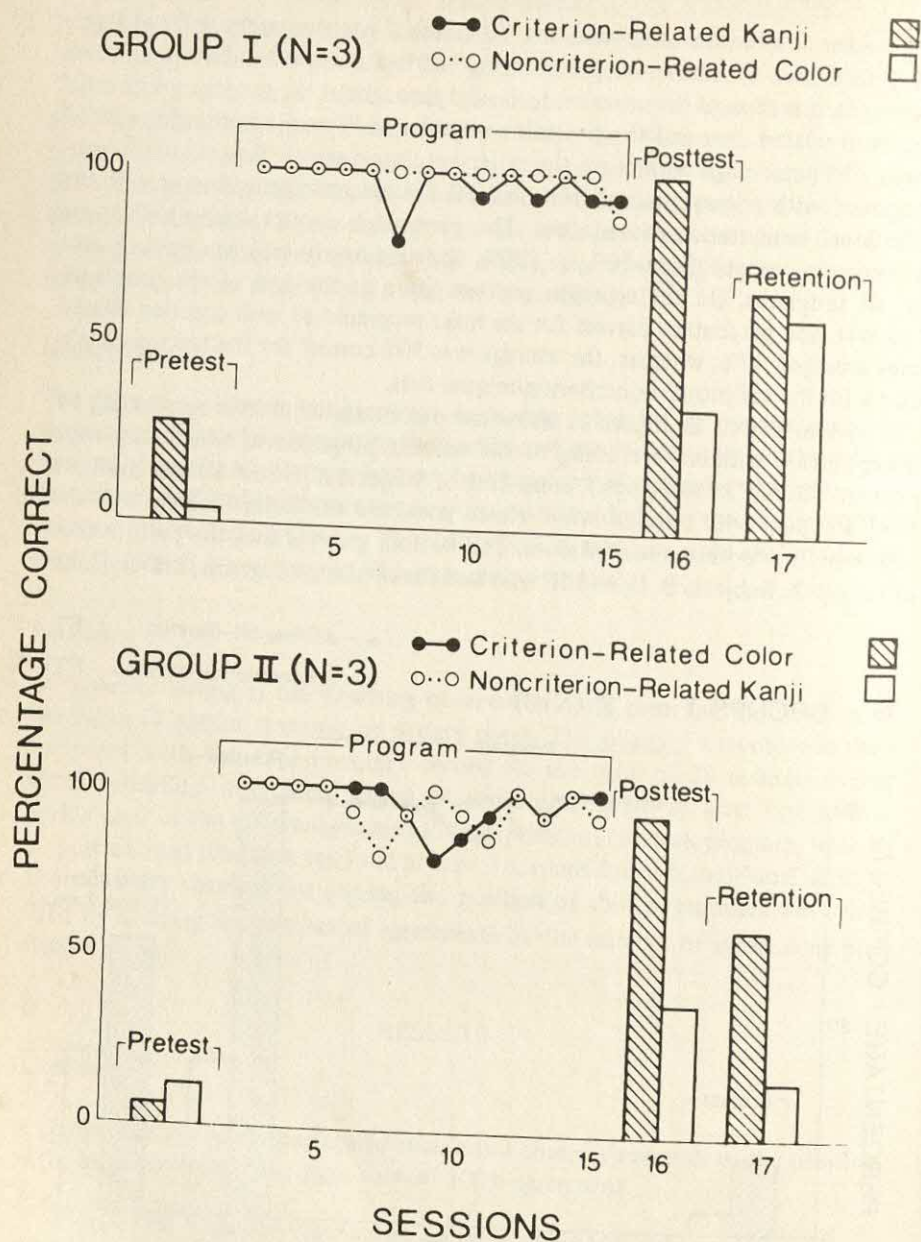 GROUP I (N=3)
●—● Criterion-Related Kanji
○··○ Noncriterion-Related Color
Program
Posttest
Retention
Pretest
100
50
0
5 10 15 16 17
PERCENTAGE CORRECT
GROUP II (N=3)
●—● Criterion-Related Color
○··○ Noncriterion-Related Kanji
Program
Posttest
Retention
Pretest
100
50
0
5 10 15 16 17
SESSIONS